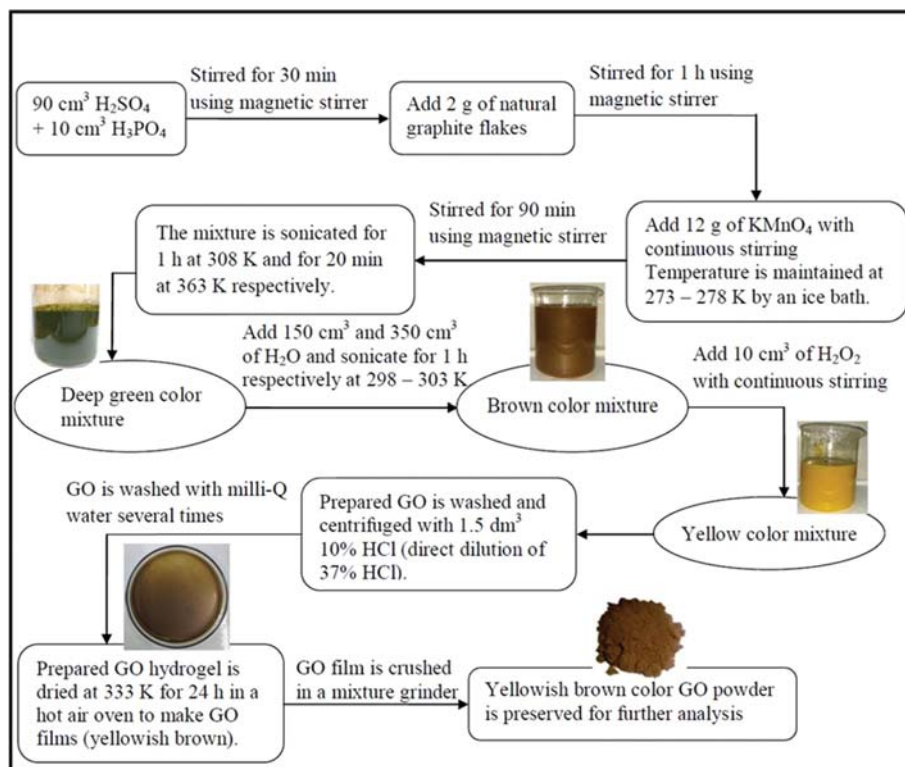 90 cm³ H₂SO₄
+ 10 cm³ H₃PO₄
Stirred for 30 min
using magnetic stirrer
Add 2 g of natural
graphite flakes
Stirred for 1 h using
magnetic stirrer
Add 12 g of KMnO₄ with
continuous stirring
Temperature is maintained at
273 – 278 K by an ice bath.
Stirred for 90 min
using magnetic stirrer
The mixture is sonicated for
1 h at 308 K and for 20 min
at 363 K respectively.
Deep green color
mixture
Add 150 cm³ and 350 cm³
of H₂O and sonicate for 1 h
respectively at 298 – 303 K
Brown color mixture
Add 10 cm³ of H₂O₂
with continuous stirring
Yellow color mixture
Prepared GO is washed and
centrifuged with 1.5 dm³
10% HCl (direct dilution of
37% HCl).
GO is washed with milli-Q
water several times
Prepared GO hydrogel is
dried at 333 K for 24 h in a
hot air oven to make GO
films (yellowish brown).
GO film is crushed
in a mixture grinder
Yellowish brown color GO powder
is preserved for further analysis